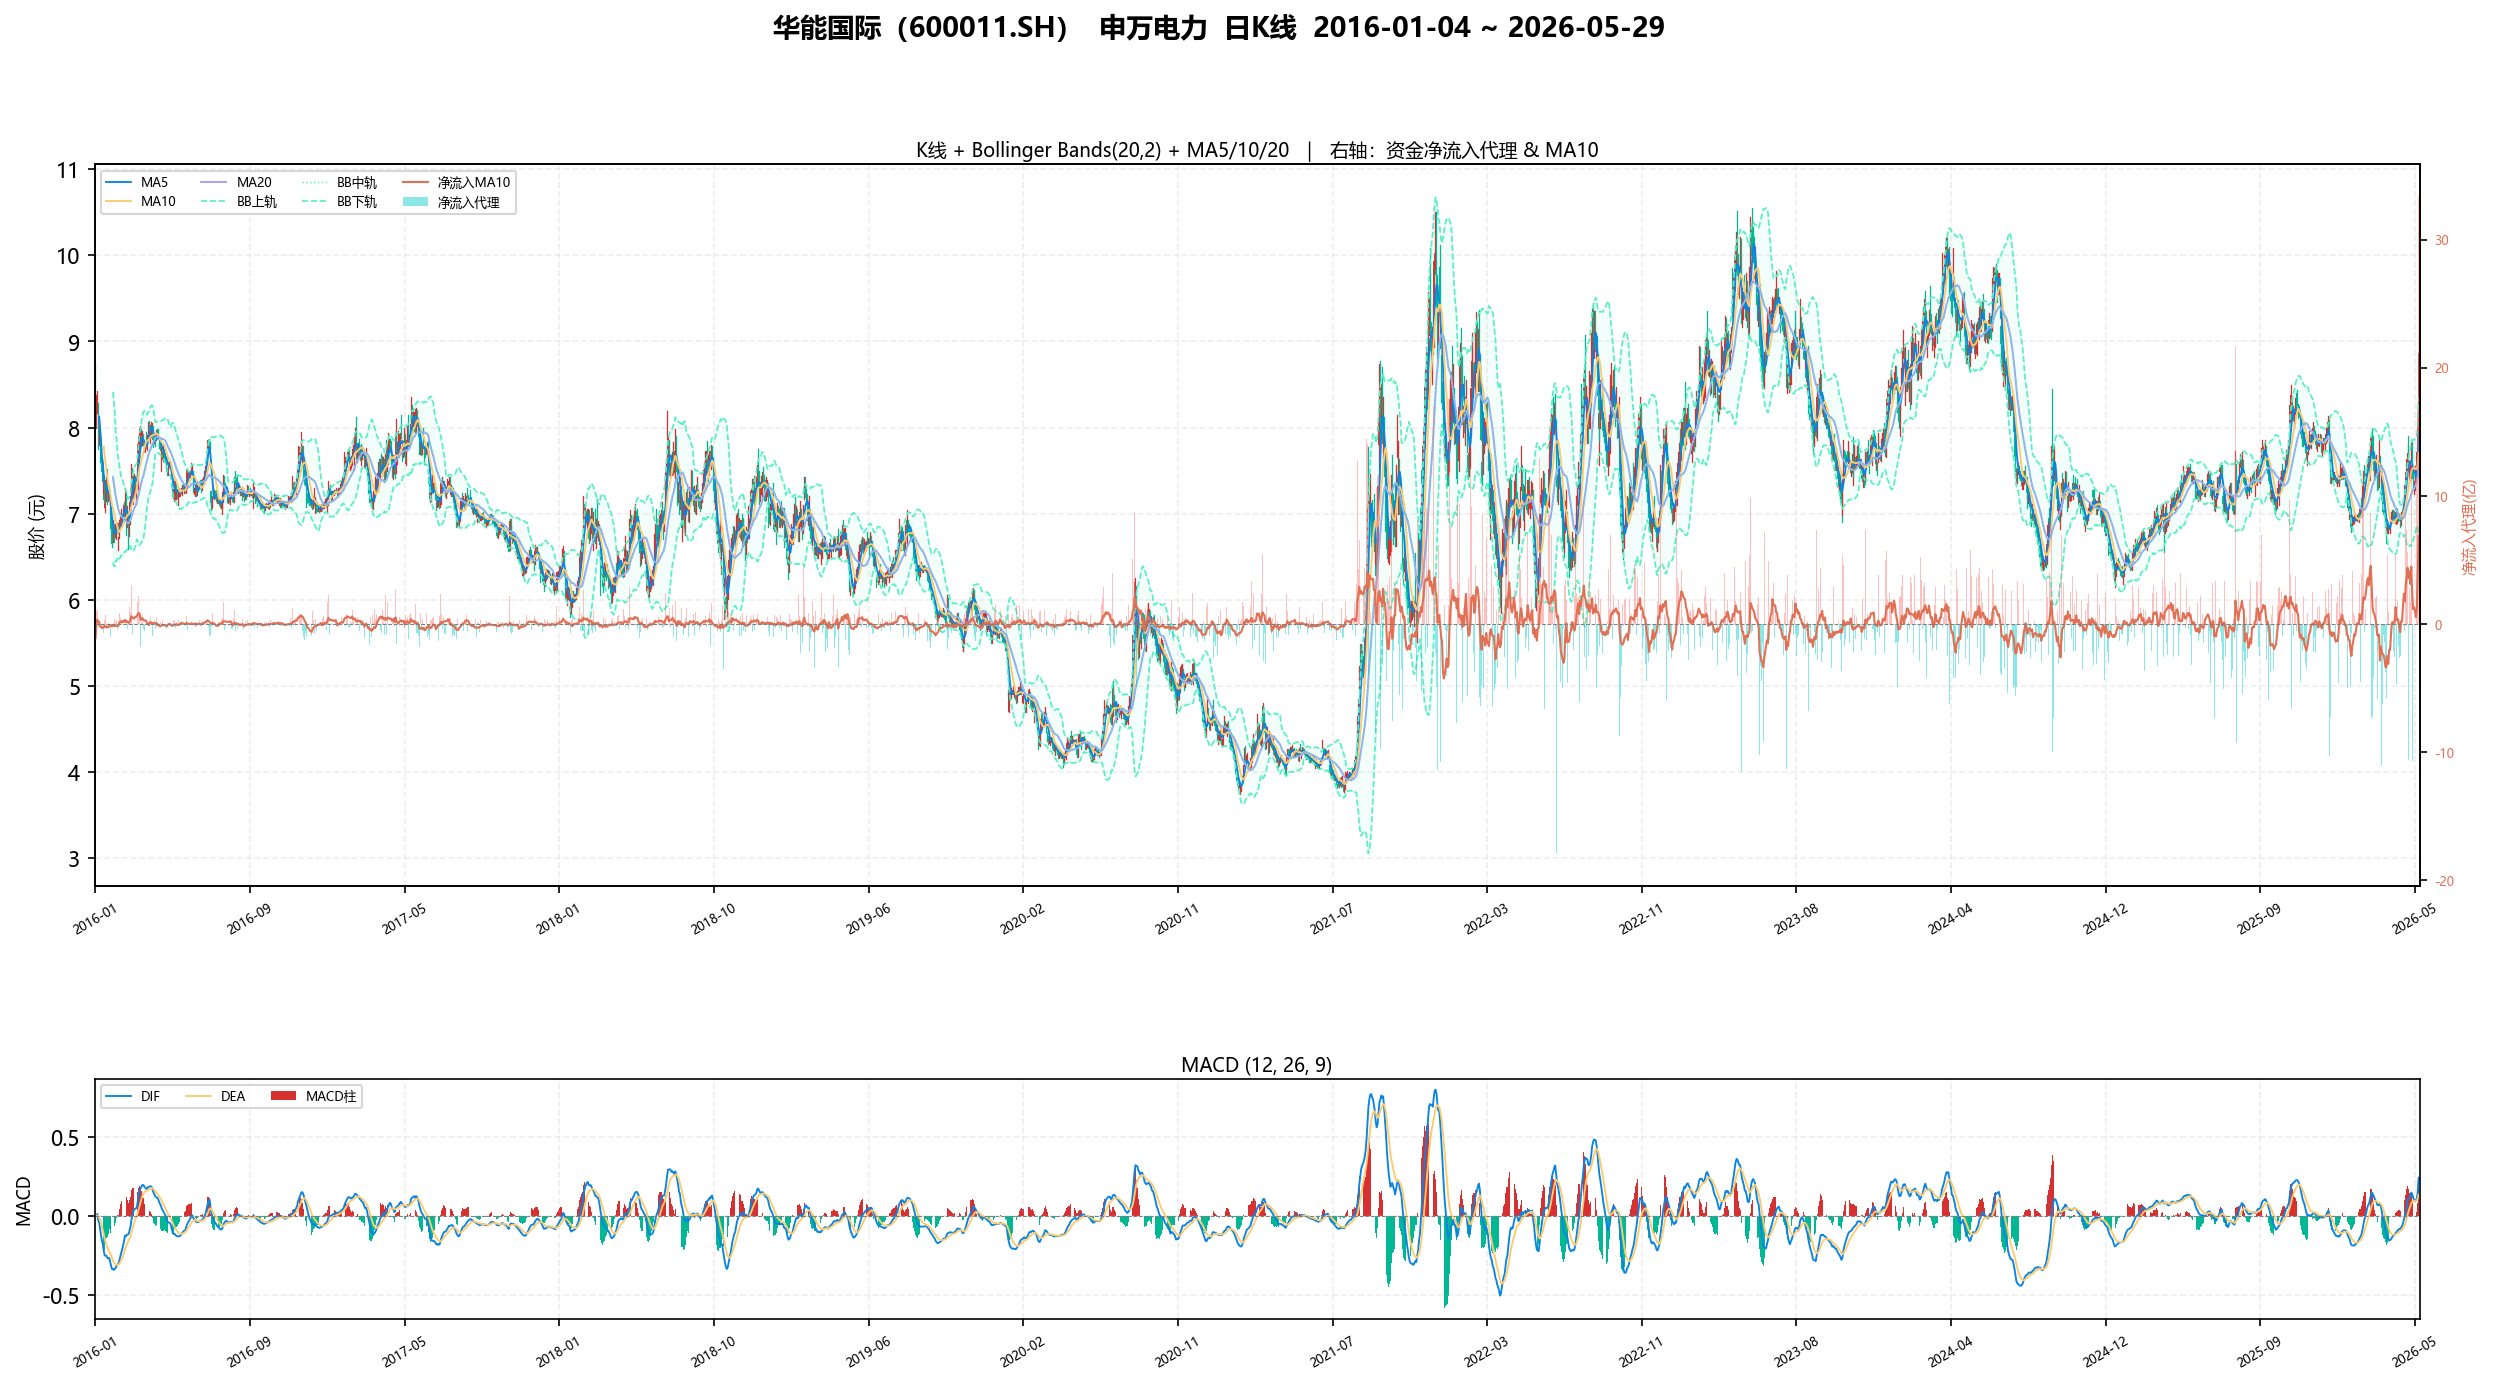 华能国际（600011.SH） 申万电力 日K线 2016-01-04 ~ 2026-05-29
K线 + Bollinger Bands(20,2) + MA5/10/20 | 右轴：资金净流入代理 & MA10
MA5 MA20 BB中轨 净流入MA10
MA10 BB上轨 BB下轨 净流入代理
股价 (元)
11
10
9
8
7
6
5
4
3
30
20
10
0
-10
-20
净流入代理(亿)
2016-01 2016-09 2017-05 2018-01 2018-10 2019-06 2020-02 2020-11 2021-07 2022-03 2022-11 2023-08 2024-04 2024-12 2025-09 2026-05
MACD (12, 26, 9)
DIF DEA MACD柱
MACD
0.5
0.0
-0.5
2016-01 2016-09 2017-05 2018-01 2018-10 2019-06 2020-02 2020-11 2021-07 2022-03 2022-11 2023-08 2024-04 2024-12 2025-09 2026-05